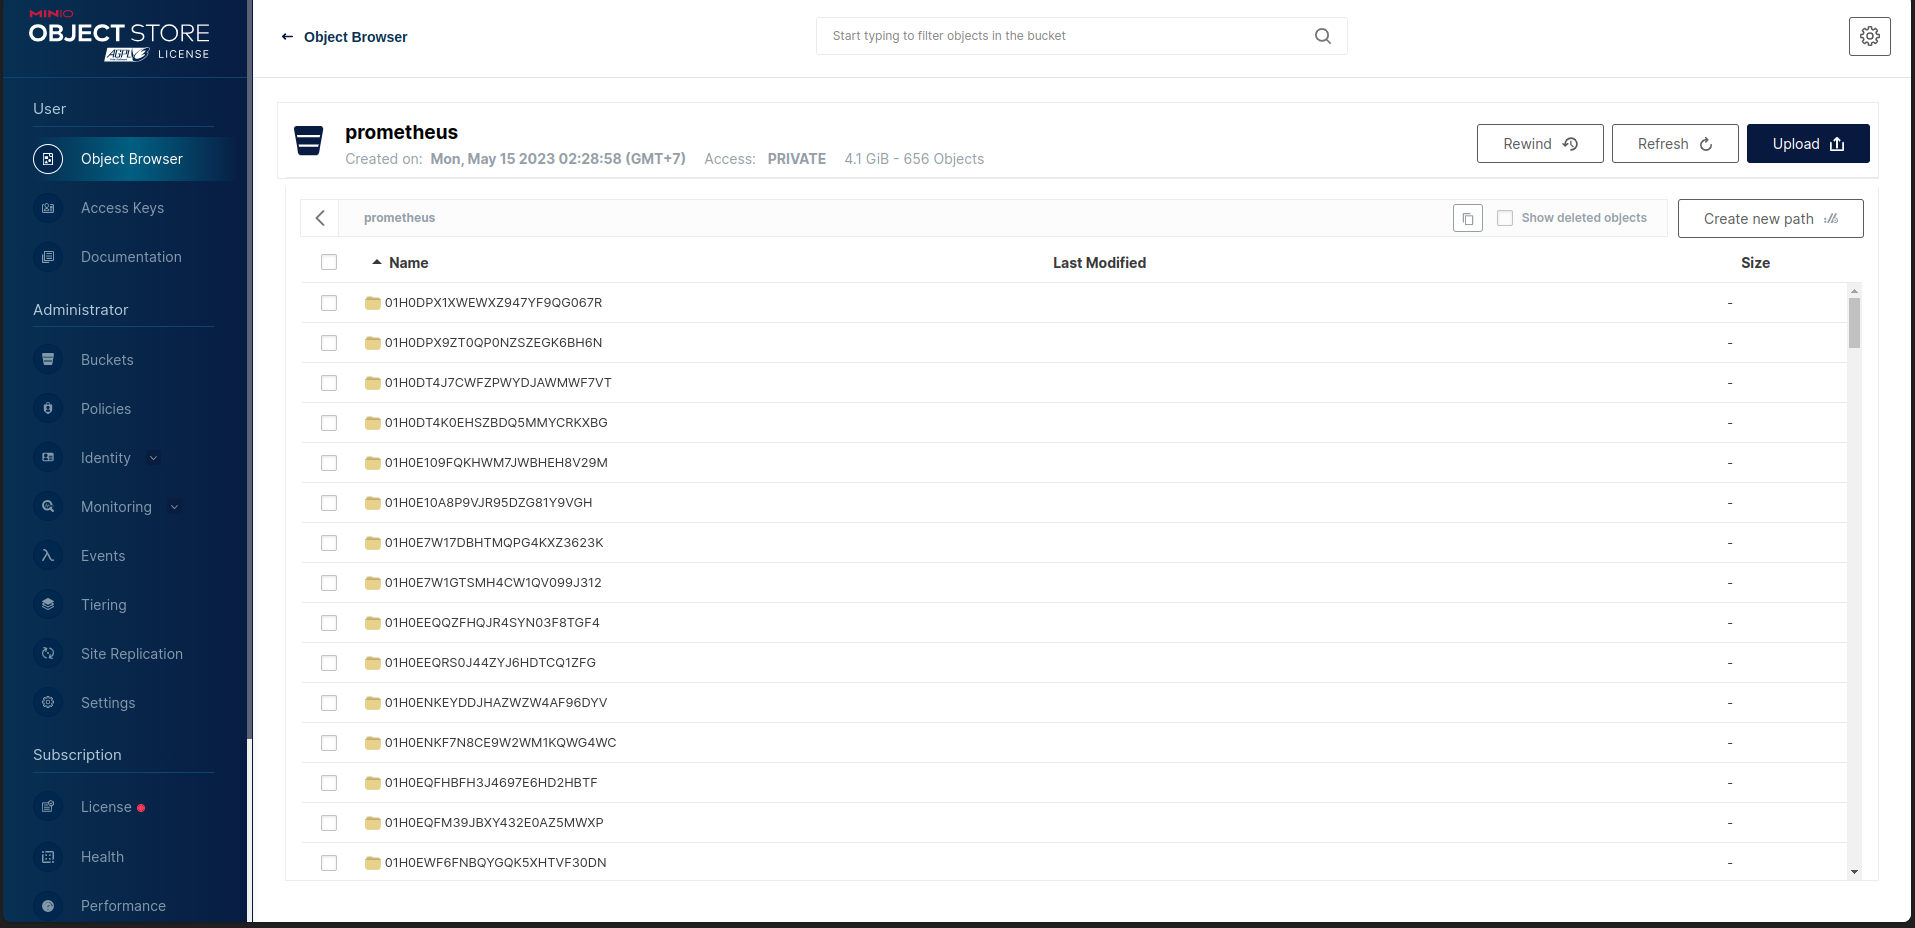 MINIO
OBJECT STORE
AGPLv3 LICENSE
User
Object Browser
Access Keys
Documentation
Administrator
Buckets
Policies
Identity
Monitoring
Events
Tiering
Site Replication
Settings
Subscription
License
Health
Performance
← Object Browser
Start typing to filter objects in the bucket
prometheus
Created on: Mon, May 15 2023 02:28:58 (GMT+7) Access: PRIVATE 4.1 GiB - 656 Objects
Rewind
Refresh
Upload
prometheus
Show deleted objects
Create new path
Name Last Modified Size
01H0DPX1XWEWXZ947YF9QG067R -
01H0DPX9ZT0QP0NZSZEGK6BH6N -
01H0DT4J7CWFZPWYDJAWMWF7VT -
01H0DT4K0EHSZBDQ5MMYCRKXBG -
01H0E109FQKHWM7JWBHEH8V29M -
01H0E10A8P9VJR95DZG81Y9VGH -
01H0E7W17DBHTMQPG4KXZ3623K -
01H0E7W1GTSMH4CW1QV099J312 -
01H0EEQQZFHQJR4SYN03F8TGF4 -
01H0EEQRS0J44ZYJ6HDTCQ1ZFG -
01H0ENKEYDDJHAZWZW4AF96DYV -
01H0ENKF7N8CE9W2WM1KQWG4WC -
01H0EQFHBFH3J4697E6HD2HBTF -
01H0EQFM39JBXY432E0AZ5MWXP -
01H0EWF6FNBQYGQK5XHTVF30DN -